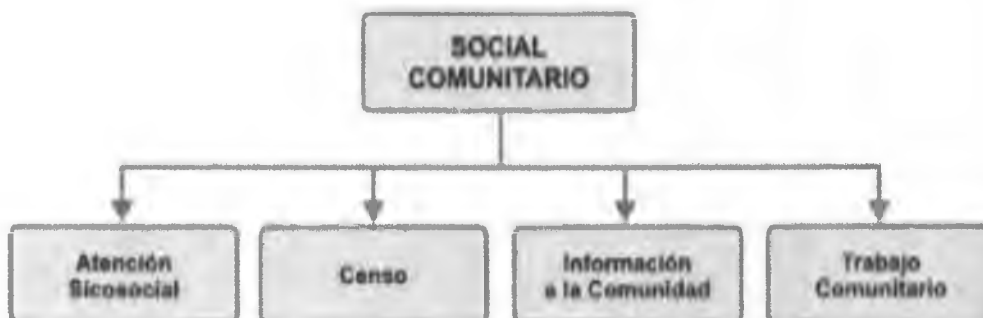 SOCIAL
COMUNITARIO
Atención
Sicosocial
Censo
Información
a la Comunidad
Trabajo
Comunitario